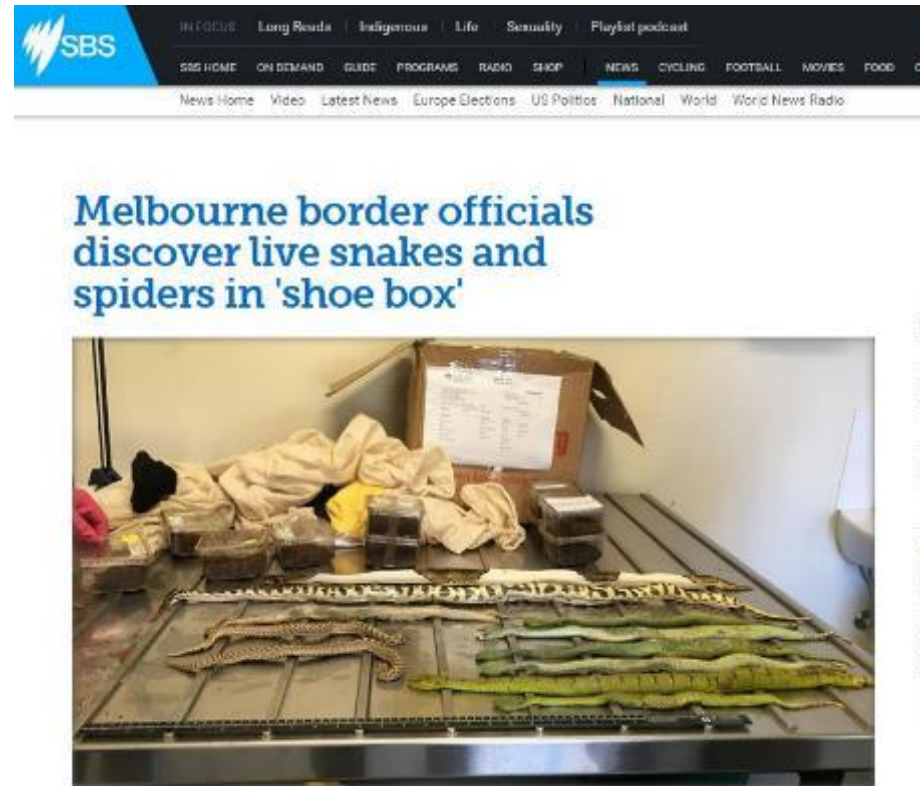 SBS
IN FOCUS Long Reads Indigenous Life Sexuality Playlist podcast
SBS HOME ON DEMAND GUIDE PROGRAMS RADIO SHOP NEWS CYCLING FOOTBALL MOVIES FOOD
News Home Video Latest News Europe Elections US Politics National World World News Radio
Melbourne border officials
discover live snakes and
spiders in 'shoe box'